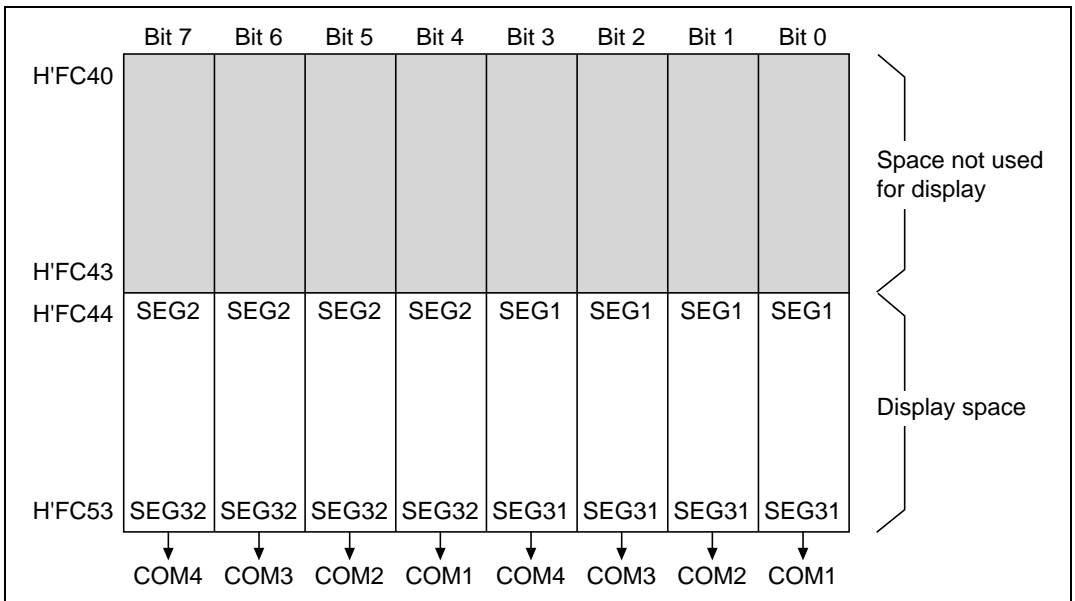 Bit 7 Bit 6 Bit 5 Bit 4 Bit 3 Bit 2 Bit 1 Bit 0
H'FC40
Space not used
for display
H'FC43
H'FC44 SEG2 SEG2 SEG2 SEG2 SEG1 SEG1 SEG1 SEG1
Display space
H'FC53 SEG32 SEG32 SEG32 SEG32 SEG31 SEG31 SEG31 SEG31
COM4 COM3 COM2 COM1 COM4 COM3 COM2 COM1